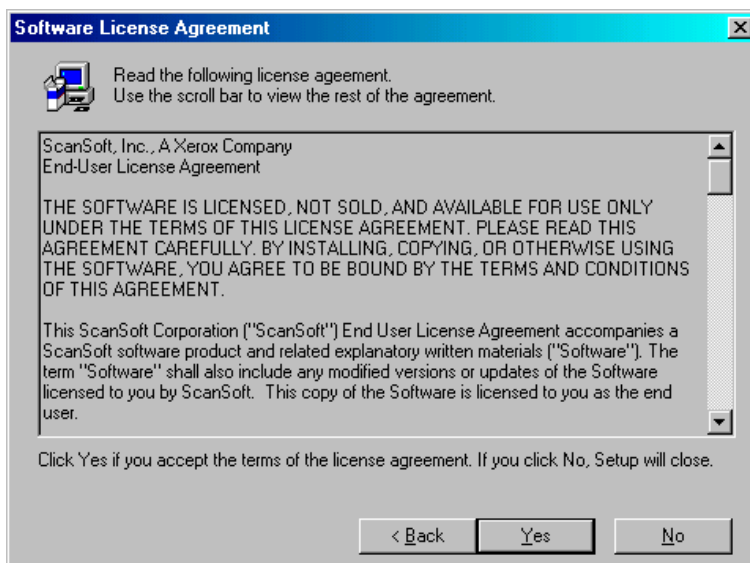 Software License Agreement
Read the following license ageement.
Use the scroll bar to view the rest of the agreement.
ScanSoft, Inc., A Xerox Company
End-User License Agreement
THE SOFTWARE IS LICENSED, NOT SOLD, AND AVAILABLE FOR USE ONLY
UNDER THE TERMS OF THIS LICENSE AGREEMENT. PLEASE READ THIS
AGREEMENT CAREFULLY. BY INSTALLING, COPYING, OR OTHERWISE USING
THE SOFTWARE, YOU AGREE TO BE BOUND BY THE TERMS AND CONDITIONS
OF THIS AGREEMENT.
This ScanSoft Corporation ("ScanSoft") End User License Agreement accompanies a
ScanSoft software product and related explanatory written materials ("Software"). The
term "Software" shall also include any modified versions or updates of the Software
licensed to you by ScanSoft.  This copy of the Software is licensed to you as the end
user.
Click Yes if you accept the terms of the license agreement. If you click No, Setup will close.
< Back Yes No